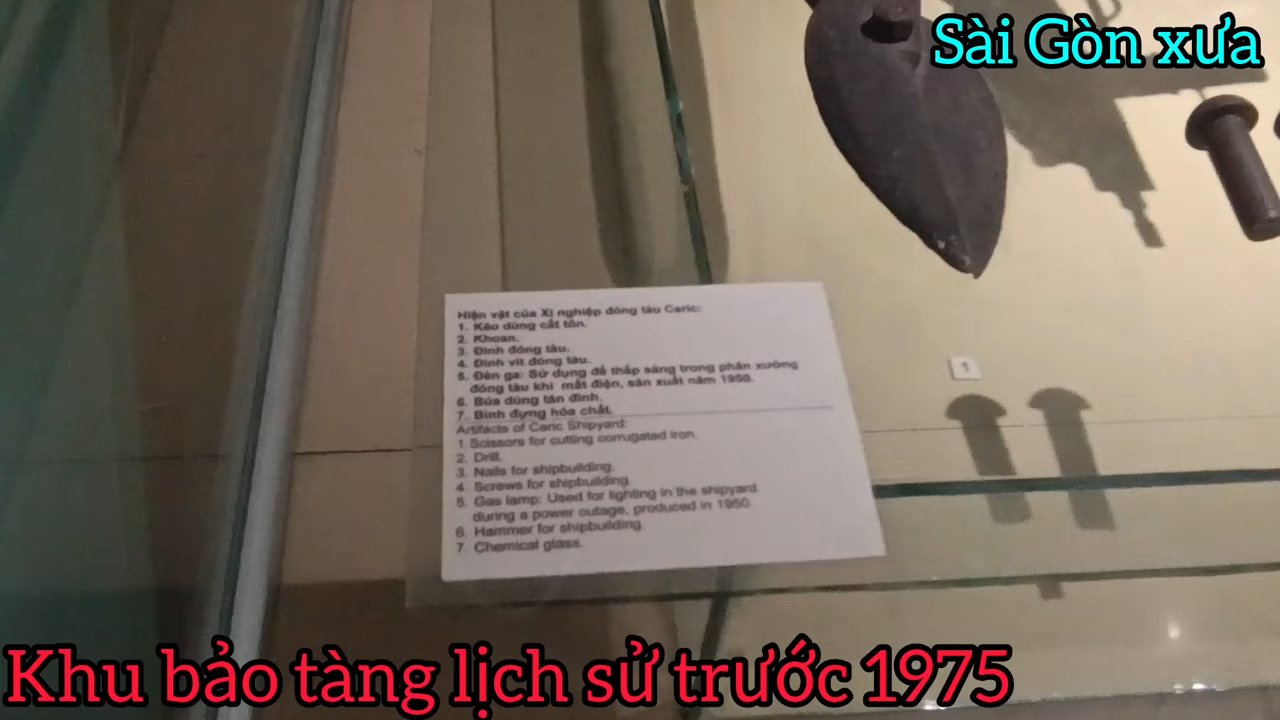 Sài Gòn xưa
Hiện vật của Xí nghiệp đóng tàu Caric:
1. Kéo dùng cắt tôn.
2. Khoan.
3. Đinh đóng tàu.
4. Đinh vít đóng tàu.
5. Đèn ga: Sử dụng để thắp sáng trong phân xưởng
đóng tàu khi mất điện, sản xuất năm 1950.
6. Búa dùng tán đinh.
7. Bình đựng hóa chất.
Artifacts of Caric Shipyard:
1. Scissors for cutting corrugated iron.
2. Drill.
3. Nails for shipbuilding.
4. Screws for shipbuilding.
5. Gas lamp: Used for lighting in the shipyard
during a power outage, produced in 1950.
6. Hammer for shipbuilding.
7. Chemical glass.
1
Khu bảo tàng lịch sử trước 1975